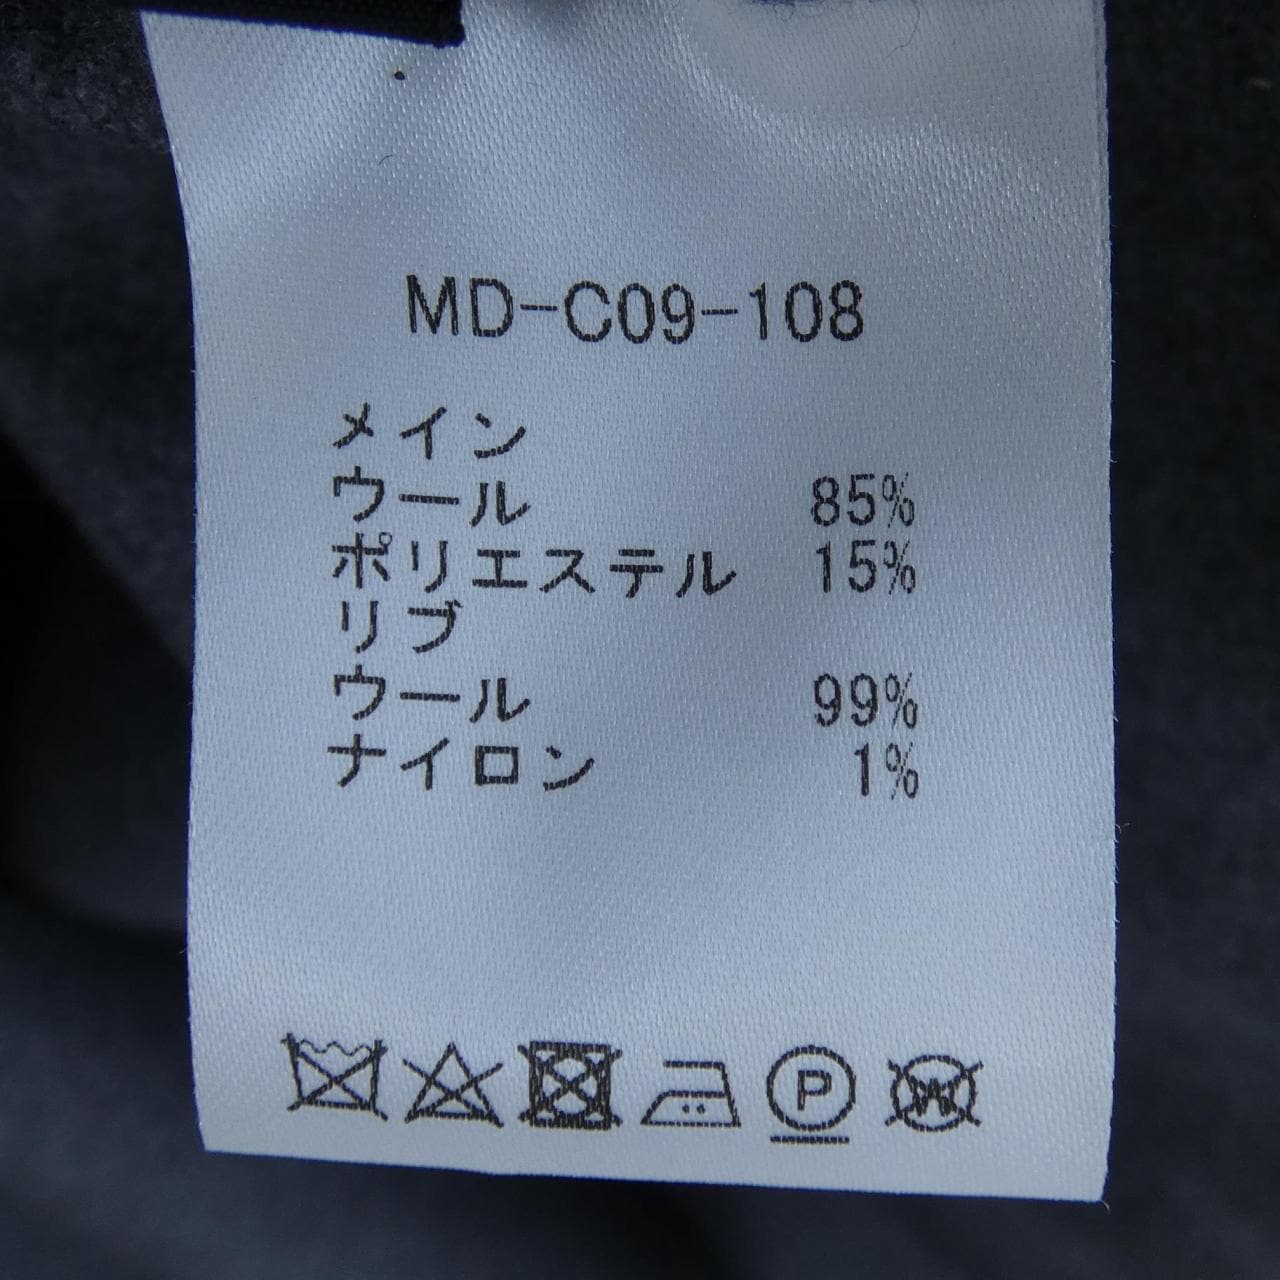 MD-C09-108
メイン
ウール 85%
ポリエステル 15%
リブ
ウール 99%
ナイロン 1%
P W